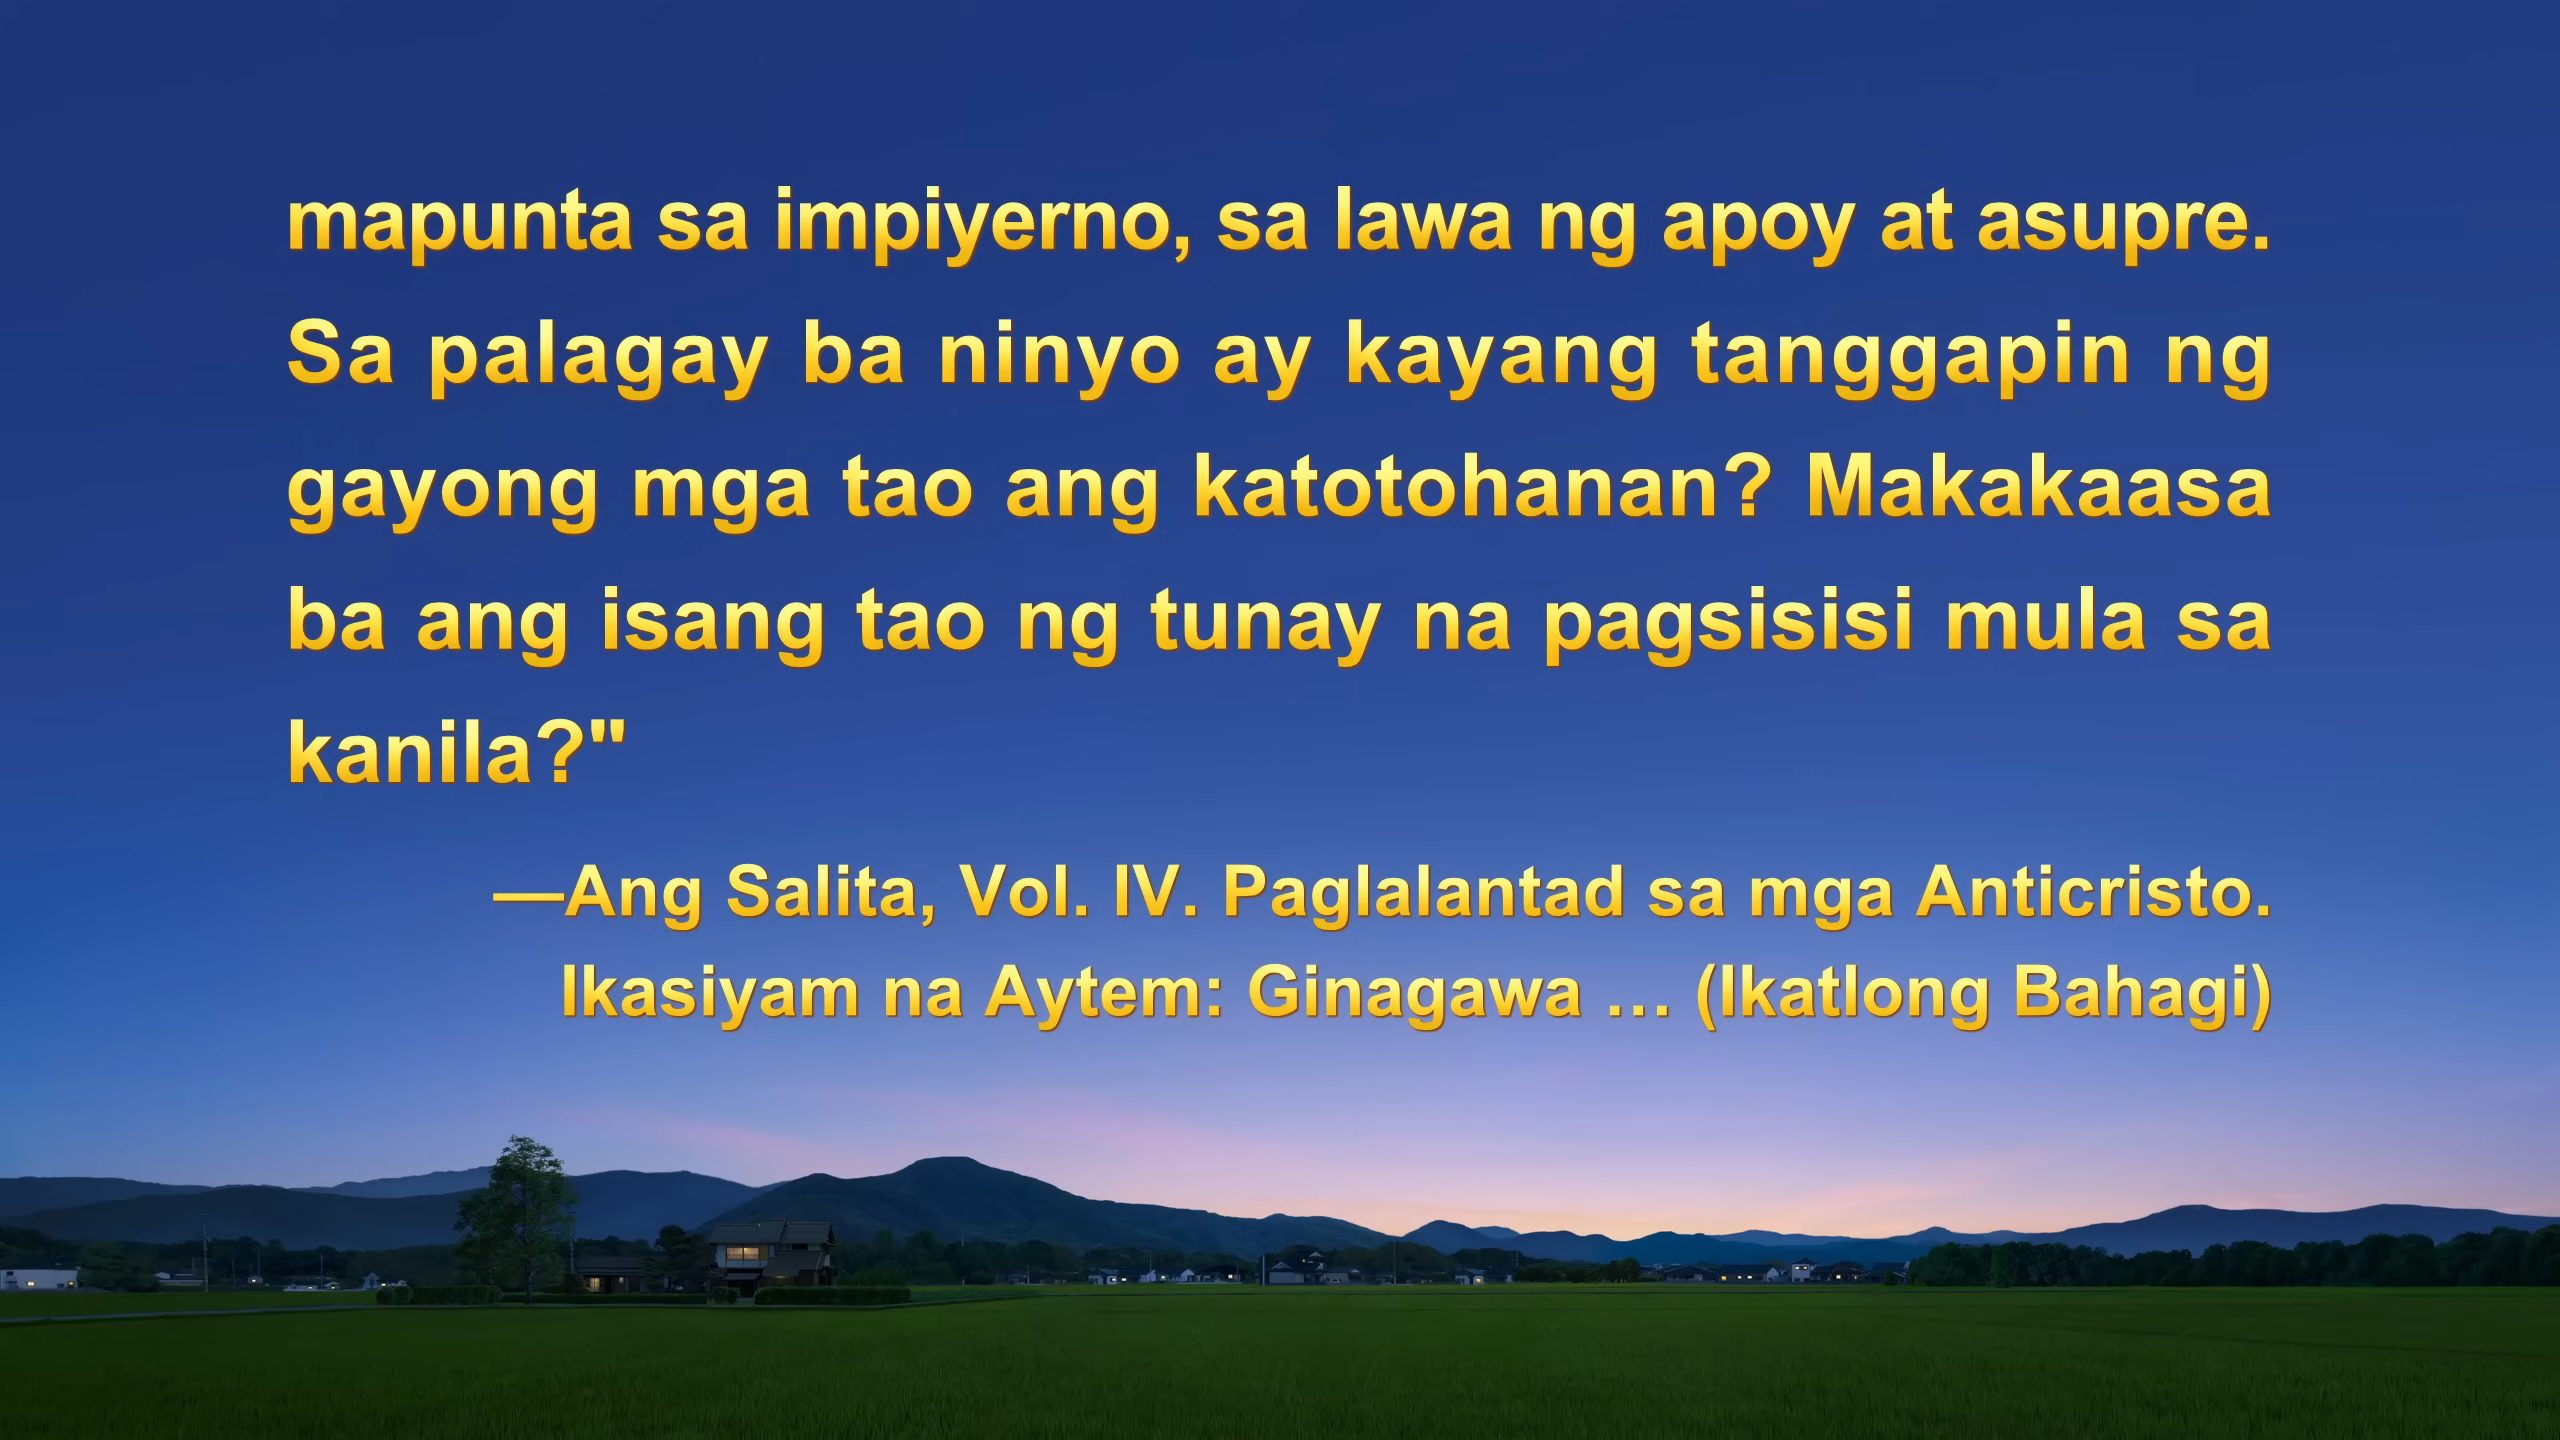 mapunta sa impiyerno, sa lawa ng apoy at asupre.
Sa palagay ba ninyo ay kayang tanggapin ng
gayong mga tao ang katotohanan? Makakaasa
ba ang isang tao ng tunay na pagsisisi mula sa
kanila?"
—Ang Salita, Vol. IV. Paglalantad sa mga Anticristo.
Ikasiyam na Aytem: Ginagawa … (Ikatlong Bahagi)